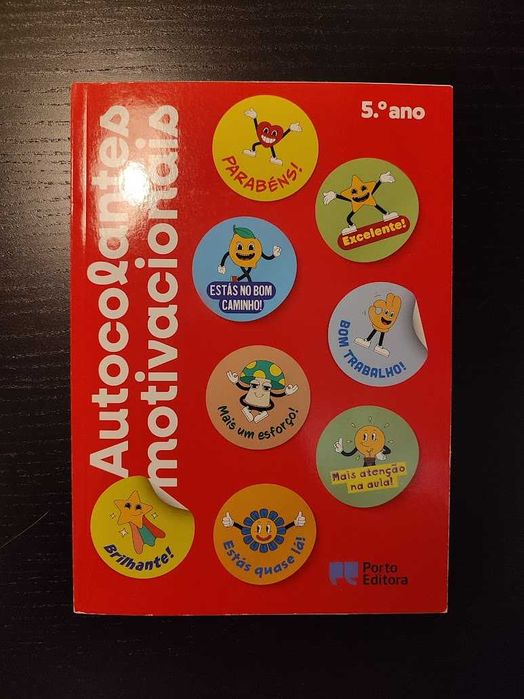 Autocolantes
motivacionais
5.º ano
PARABÉNS!
Excelente!
ESTÁS NO BOM
CAMINHO!
BOM TRABALHO!
Mais um esforço!
Mais atenção
na aula!
Brilhante!
Estás quase lá!
Porto
Editora